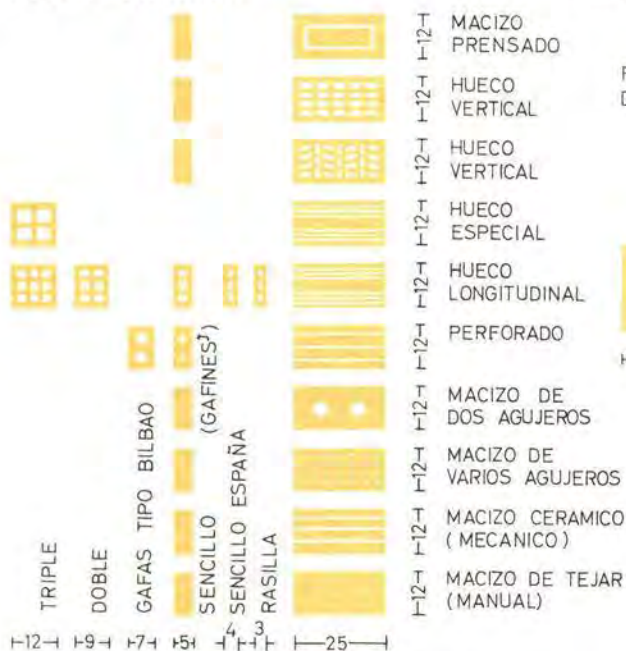 12
MACIZO
PRENSADO
12
HUECO
VERTICAL
12
HUECO
VERTICAL
12
HUECO
ESPECIAL
12
HUECO
LONGITUDINAL
12
PERFORADO
12
MACIZO DE
DOS AGUJEROS
12
MACIZO DE
VARIOS AGUJEROS
12
MACIZO CERAMICO
(MECANICO)
12
MACIZO DE TEJAR
(MANUAL)
TRIPLE
DOBLE
GAFAS TIPO BILBAO
SENCILLO (GAFINES)
SENCILLO ESPAÑA
RASILLA
12
9
7
5
4
3
25